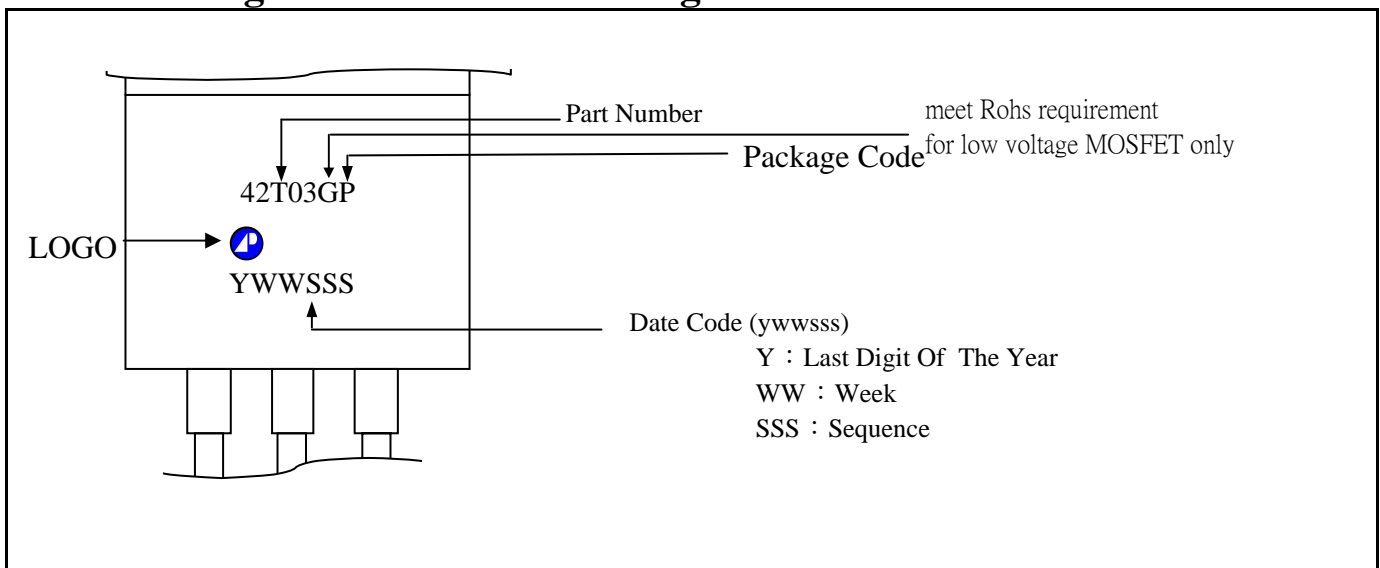 Part Number
meet Rohs requirement
for low voltage MOSFET only
Package Code
42T03GP
LOGO
YWWSSS
Date Code (ywwsss)
Y：Last Digit Of The Year
WW：Week
SSS：Sequence